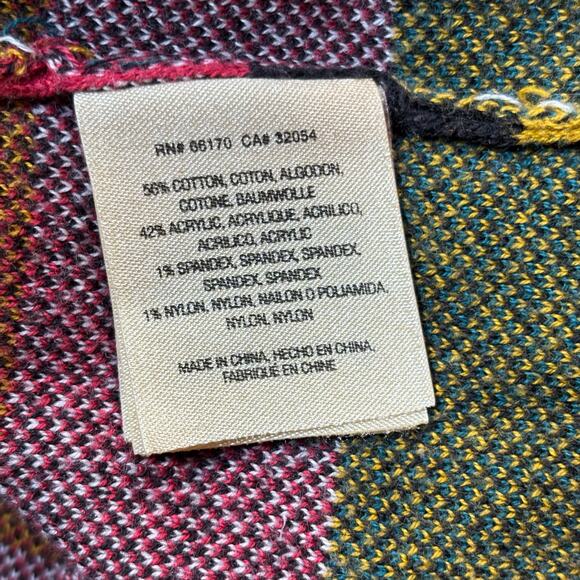 RN# 66170 CA# 32054
56% COTTON, COTON, ALGODON,
COTONE, BAUMWOLLE
42% ACRYLIC, ACRYLIQUE, ACRILICO,
ACRILICO, ACRYLIC
1% SPANDEX, SPANDEX, SPANDEX,
SPANDEX, SPANDEX
1% NYLON, NYLON, NAILON O POLIAMIDA,
NYLON, NYLON
MADE IN CHINA, HECHO EN CHINA,
FABRIQUÉ EN CHINE